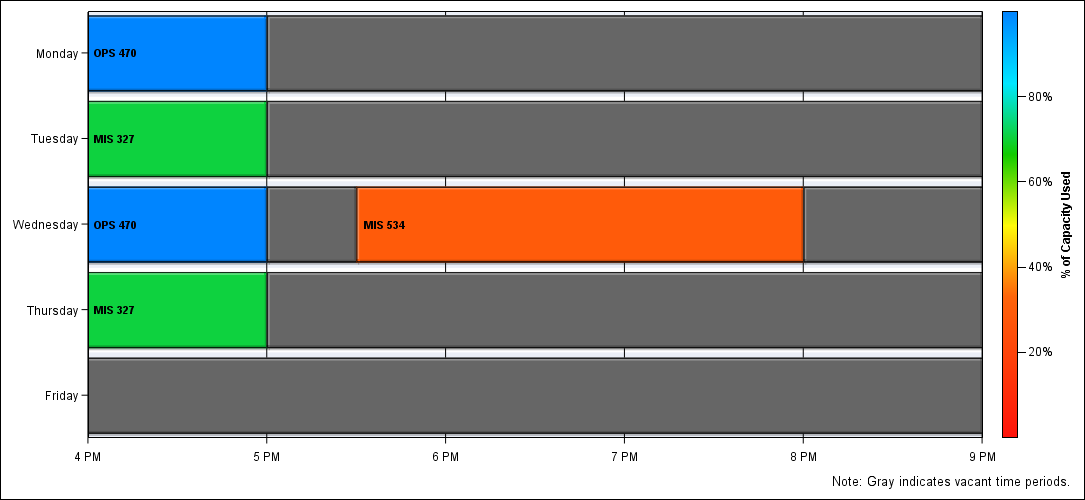 Monday
OPS 470
Tuesday
MIS 327
Wednesday
OPS 470
MIS 534
Thursday
MIS 327
Friday
4 PM
5 PM
6 PM
7 PM
8 PM
9 PM
80%
60%
40%
20%
% of Capacity Used
Note: Gray indicates vacant time periods.